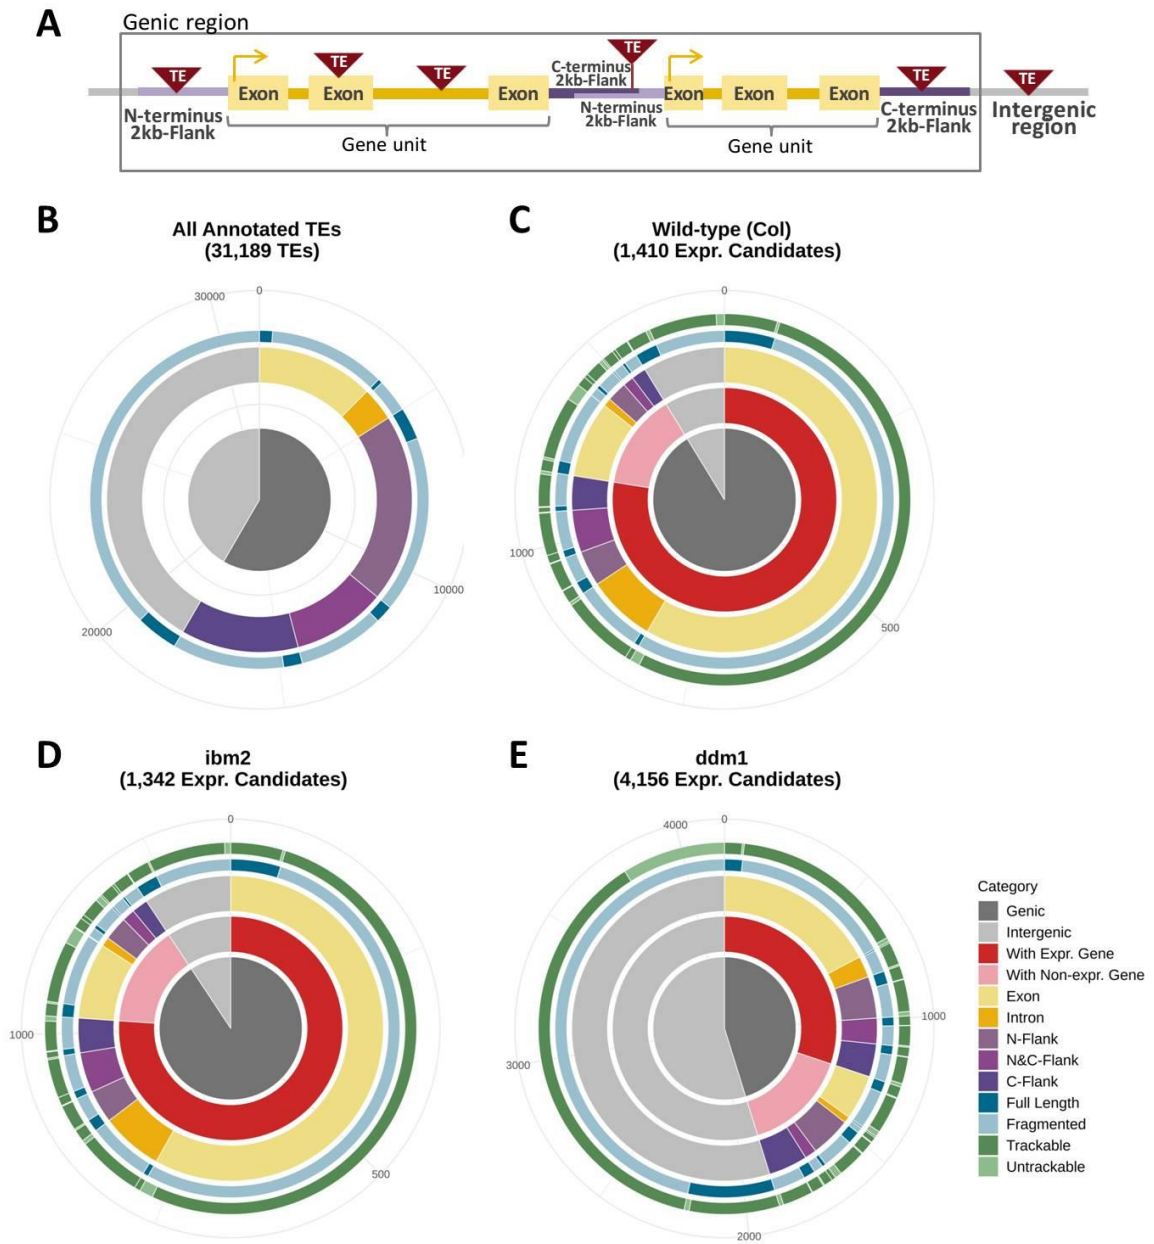 A
Genic region
TE
TE
TE
TE
TE
TE
C-terminus
2kb-Flank
Exon
Exon
Exon
Exon
Exon
Exon
N-terminus
2kb-Flank
N-terminus
2kb-Flank
C-terminus
2kb-Flank
Intergenic
region
Gene unit
Gene unit
B
All Annotated TEs
(31,189 TEs)
0
30000
10000
20000
C
Wild-type (Col)
(1,410 Expr. Candidates)
0
1000
500
D
ibm2
(1,342 Expr. Candidates)
0
1000
500
E
ddm1
(4,156 Expr. Candidates)
0
4000
1000
3000
2000
Category
Genic
Intergenic
With Expr. Gene
With Non-expr. Gene
Exon
Intron
N-Flank
N&C-Flank
C-Flank
Full Length
Fragmented
Trackable
Untrackable